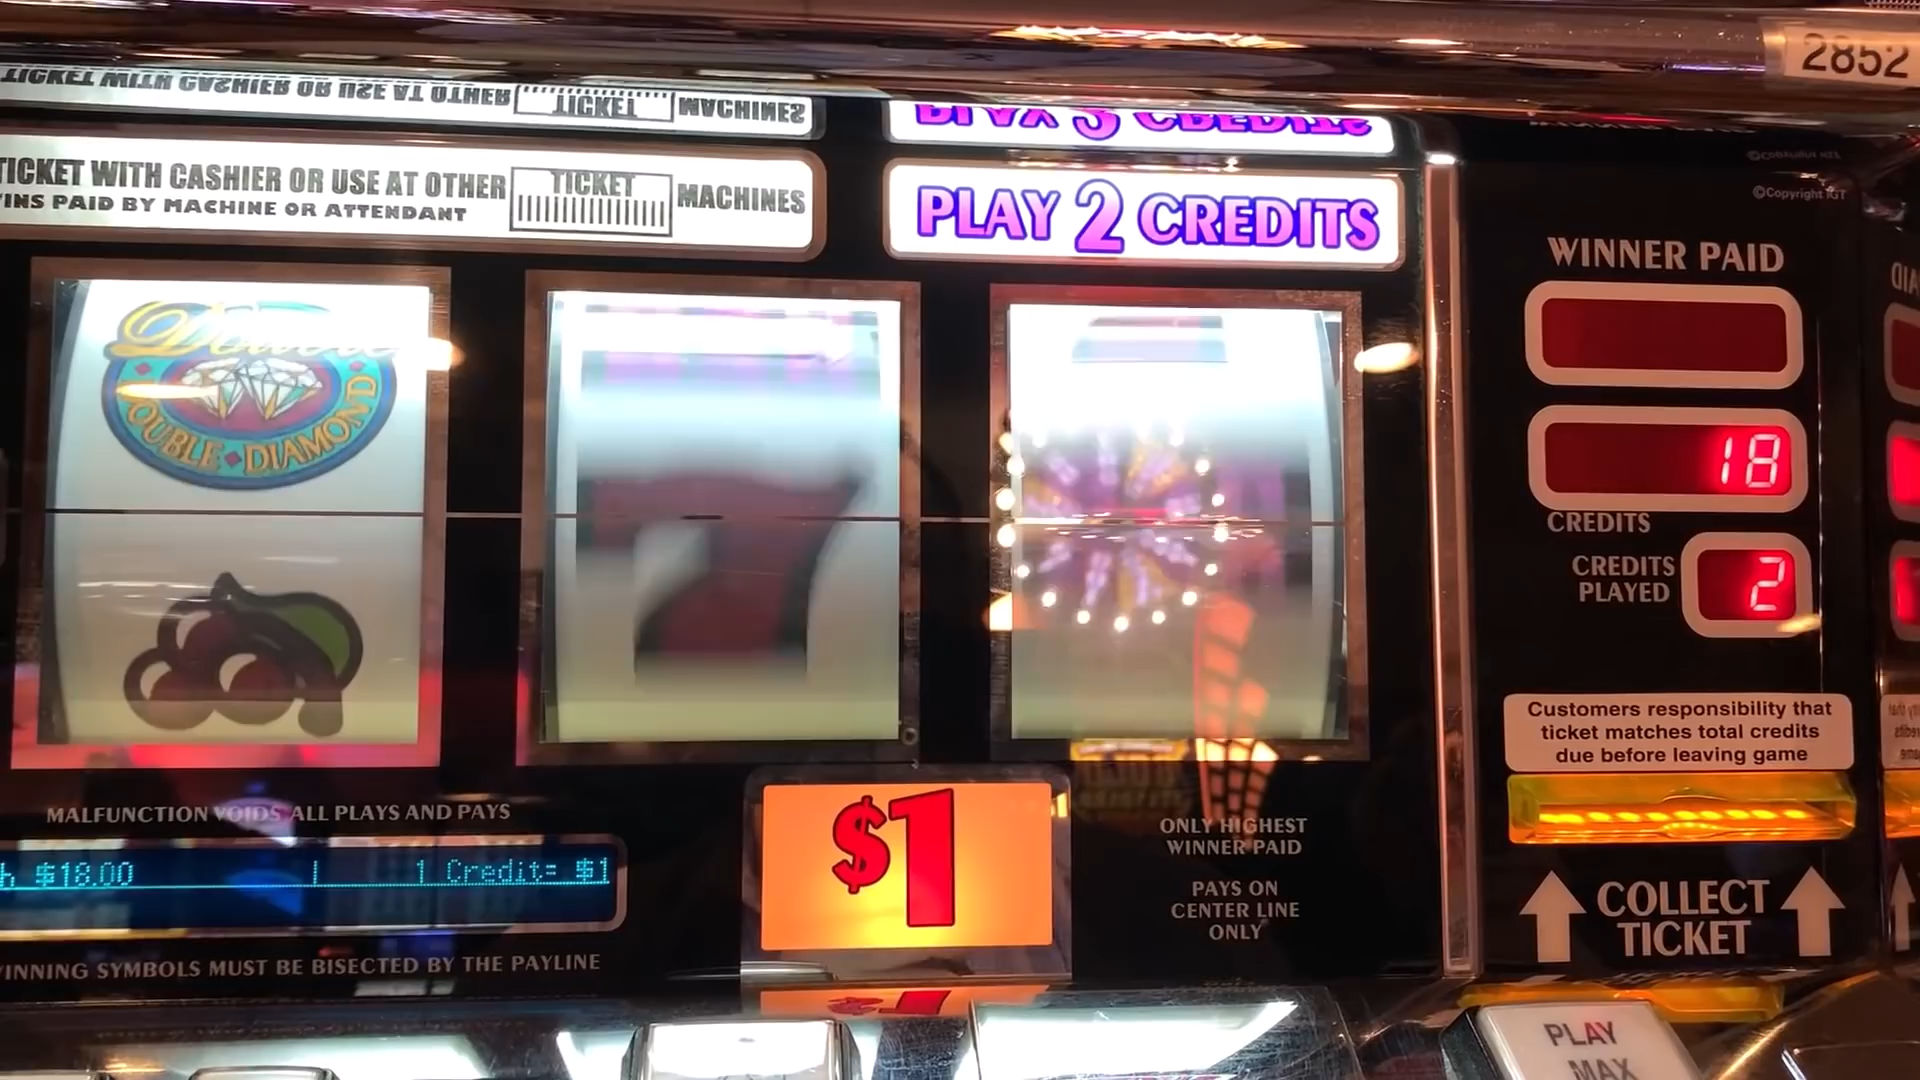 2852
TICKET WITH CASHIER OR USE AT OTHER TICKET MACHINES
PAID BY MACHINE OR ATTENDANT
PLAY 2 CREDITS
©Copyright IGT
WINNER PAID
18
CREDITS
CREDITS
PLAYED
2
Double
DOUBLE DIAMOND
Customers responsibility that
ticket matches total credits
due before leaving game
MALFUNCTION VOIDS ALL PLAYS AND PAYS
$18.00 | 1 Credit= $1
WINNING SYMBOLS MUST BE BISECTED BY THE PAYLINE
$1
ONLY HIGHEST
WINNER PAID
PAYS ON
CENTER LINE
ONLY
COLLECT
TICKET
PLAY
MAX